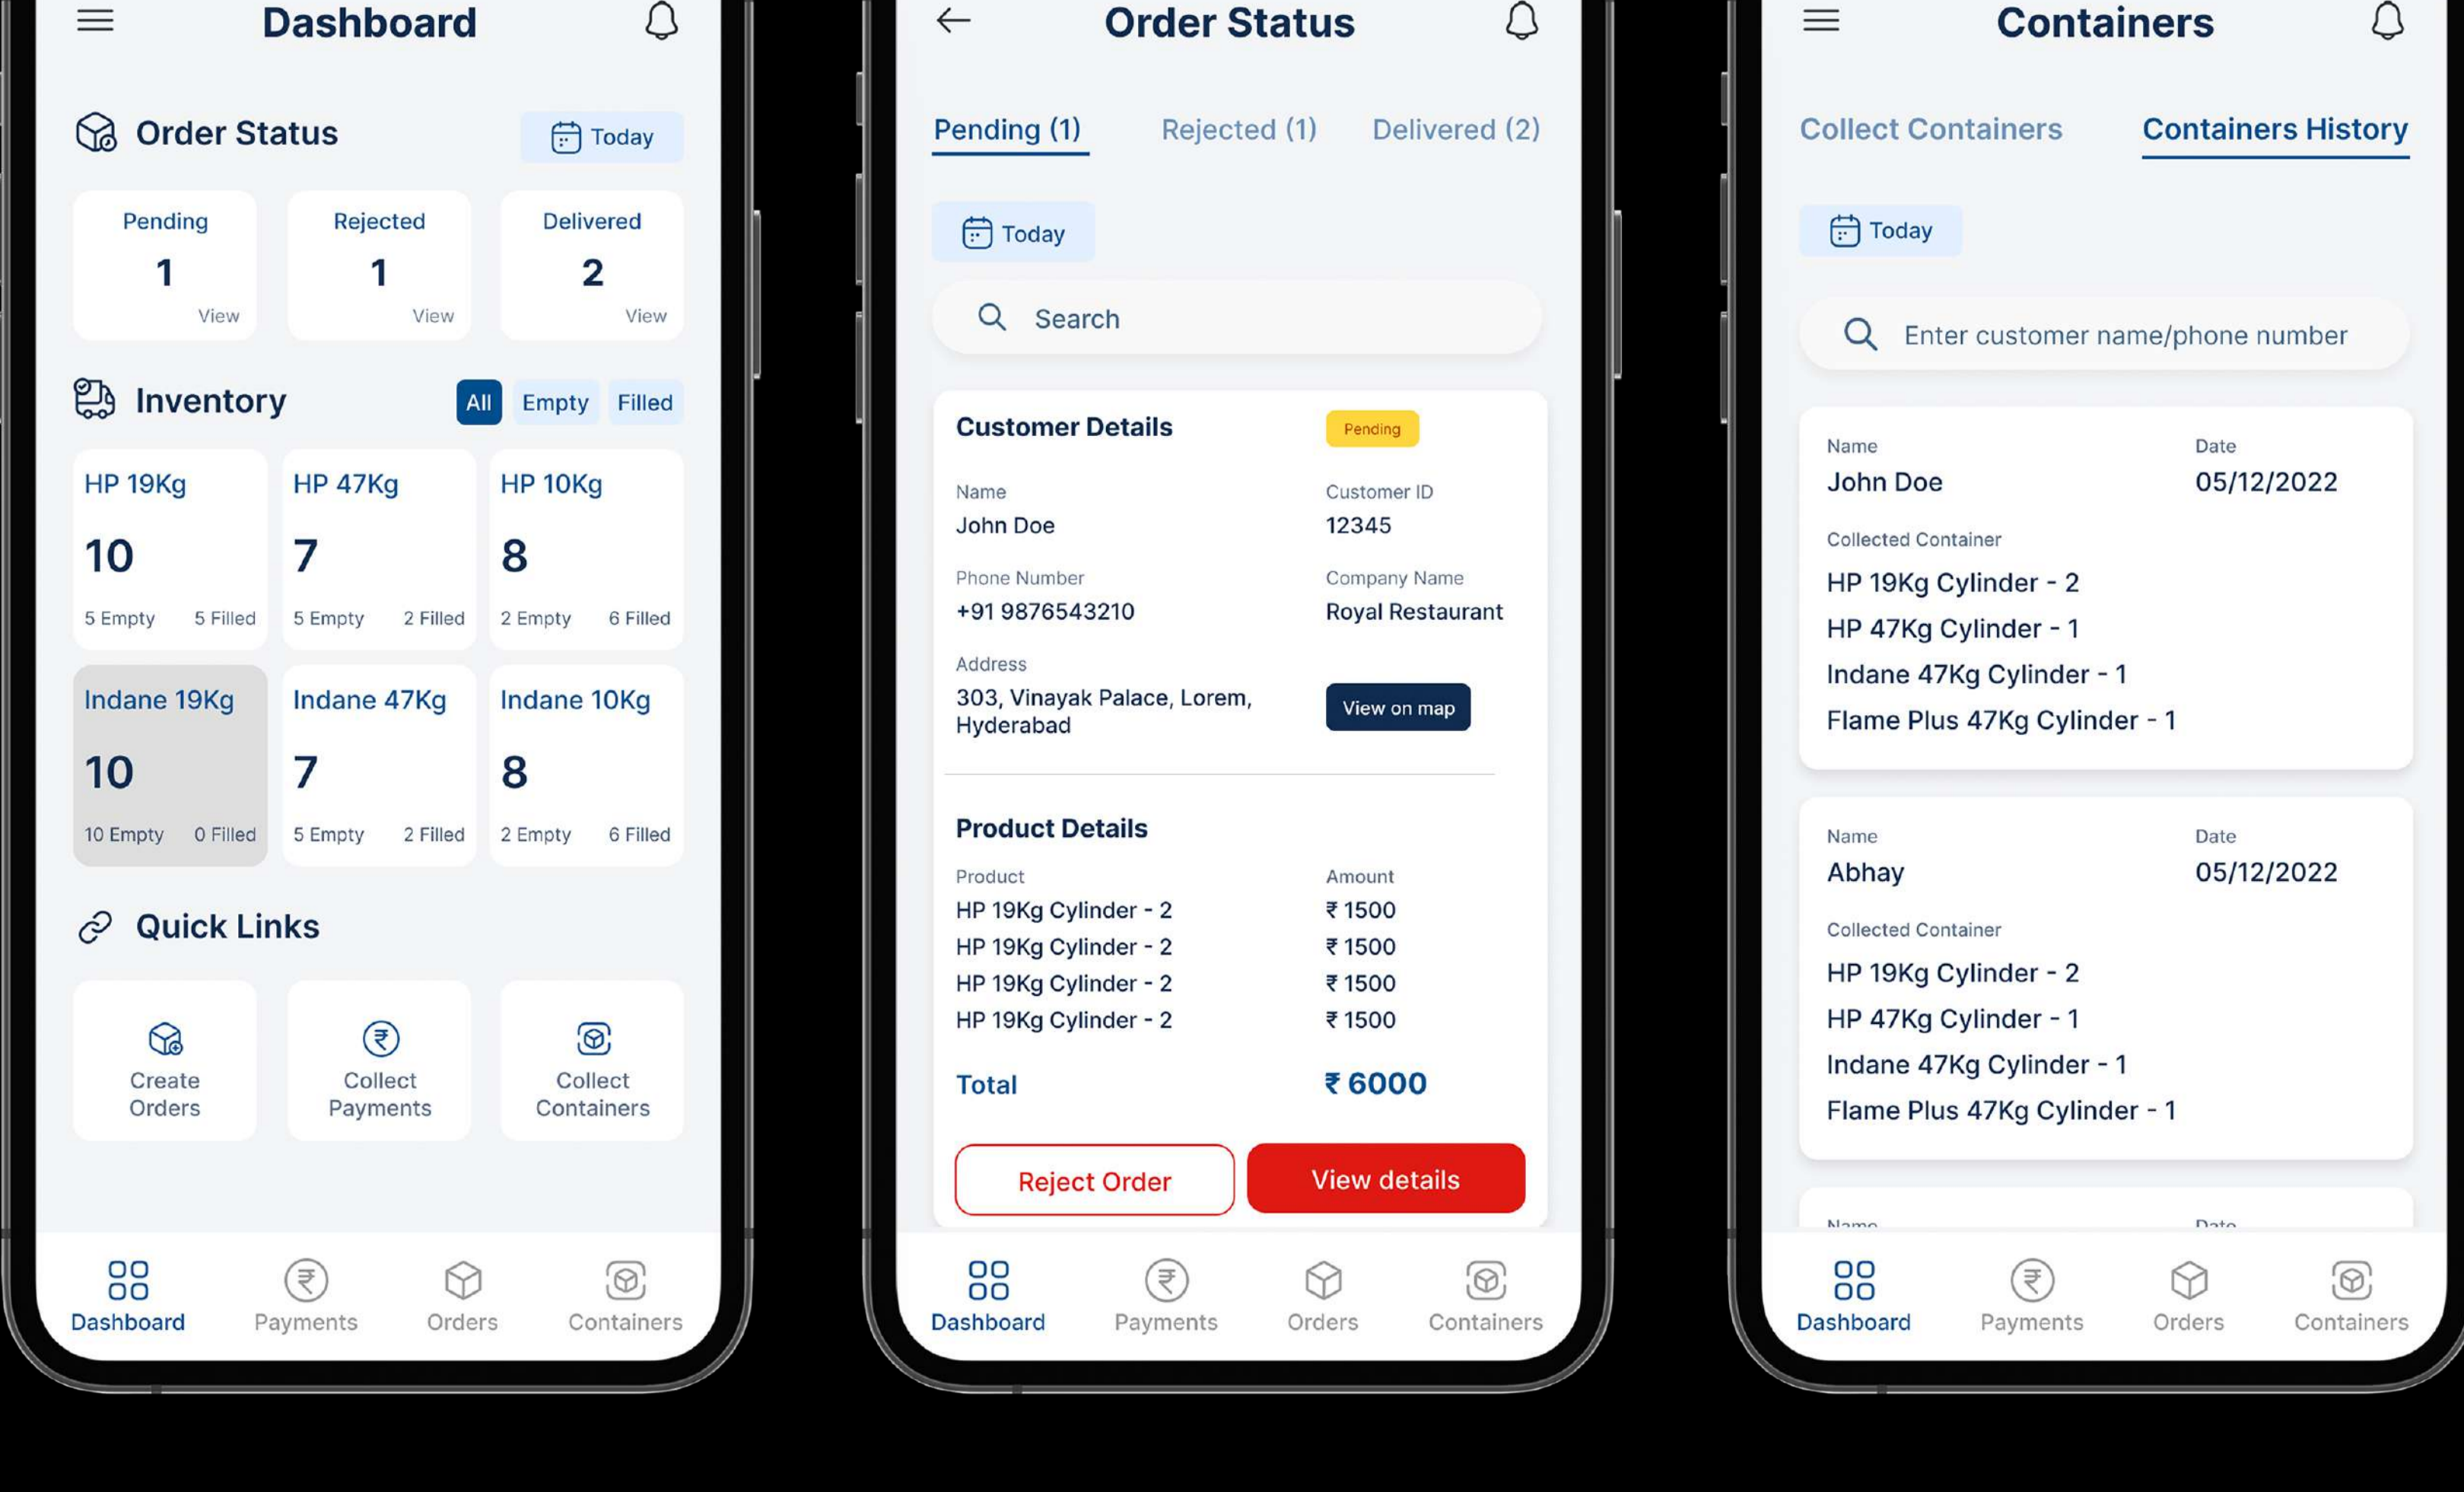 Dashboard
Order Status
Today
Pending
Rejected
Delivered
1
1
2
View
View
View
Inventory
All
Empty
Filled
HP 19Kg
HP 47Kg
HP 10Kg
10
7
8
5 Empty
5 Filled
5 Empty
2 Filled
2 Empty
6 Filled
Indane 19Kg
Indane 47Kg
Indane 10Kg
10
7
8
10 Empty
0 Filled
5 Empty
2 Filled
2 Empty
6 Filled
Quick Links
Create
Orders
Collect
Payments
Collect
Containers
Dashboard
Payments
Orders
Containers
Order Status
Pending (1)
Rejected (1)
Delivered (2)
Today
Search
Customer Details
Pending
Name
Customer ID
John Doe
12345
Phone Number
Company Name
+91 9876543210
Royal Restaurant
Address
303, Vinayak Palace, Lorem,
Hyderabad
View on map
Product Details
Product
Amount
HP 19Kg Cylinder - 2
₹ 1500
HP 19Kg Cylinder - 2
₹ 1500
HP 19Kg Cylinder - 2
₹ 1500
HP 19Kg Cylinder - 2
₹ 1500
Total
₹ 6000
Reject Order
View details
Dashboard
Payments
Orders
Containers
Containers
Collect Containers
Containers History
Today
Enter customer name/phone number
Name
Date
John Doe
05/12/2022
Collected Container
HP 19Kg Cylinder - 2
HP 47Kg Cylinder - 1
Indane 47Kg Cylinder - 1
Flame Plus 47Kg Cylinder - 1
Name
Date
Abhay
05/12/2022
Collected Container
HP 19Kg Cylinder - 2
HP 47Kg Cylinder - 1
Indane 47Kg Cylinder - 1
Flame Plus 47Kg Cylinder - 1
Name
Date
Dashboard
Payments
Orders
Containers